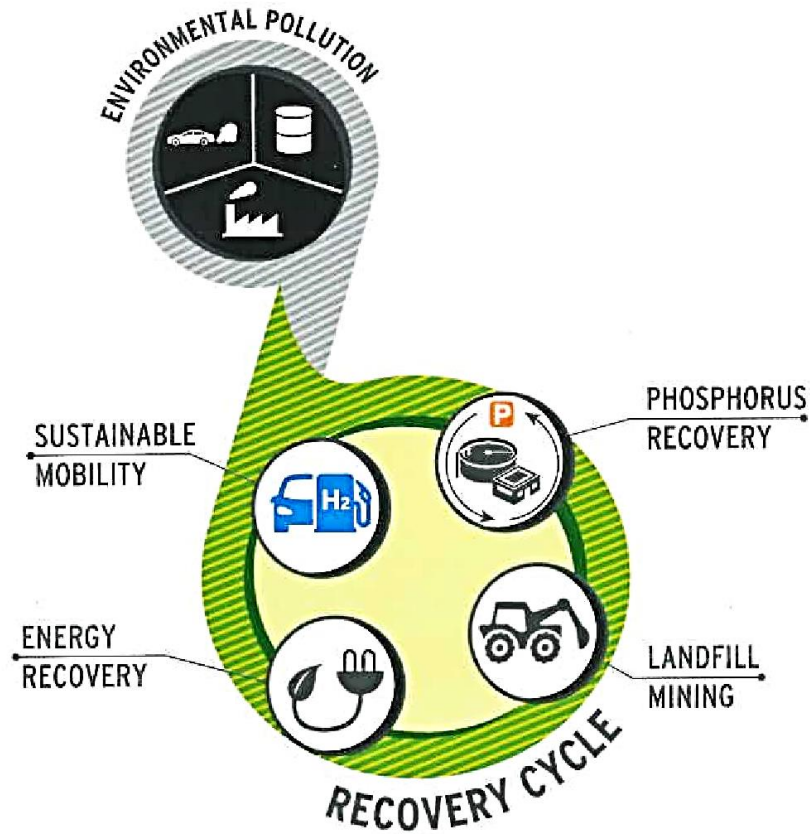 ENVIRONMENTAL POLLUTION
P
PHOSPHORUS
RECOVERY
SUSTAINABLE
MOBILITY
H2
ENERGY
RECOVERY
LANDFILL
MINING
RECOVERY CYCLE